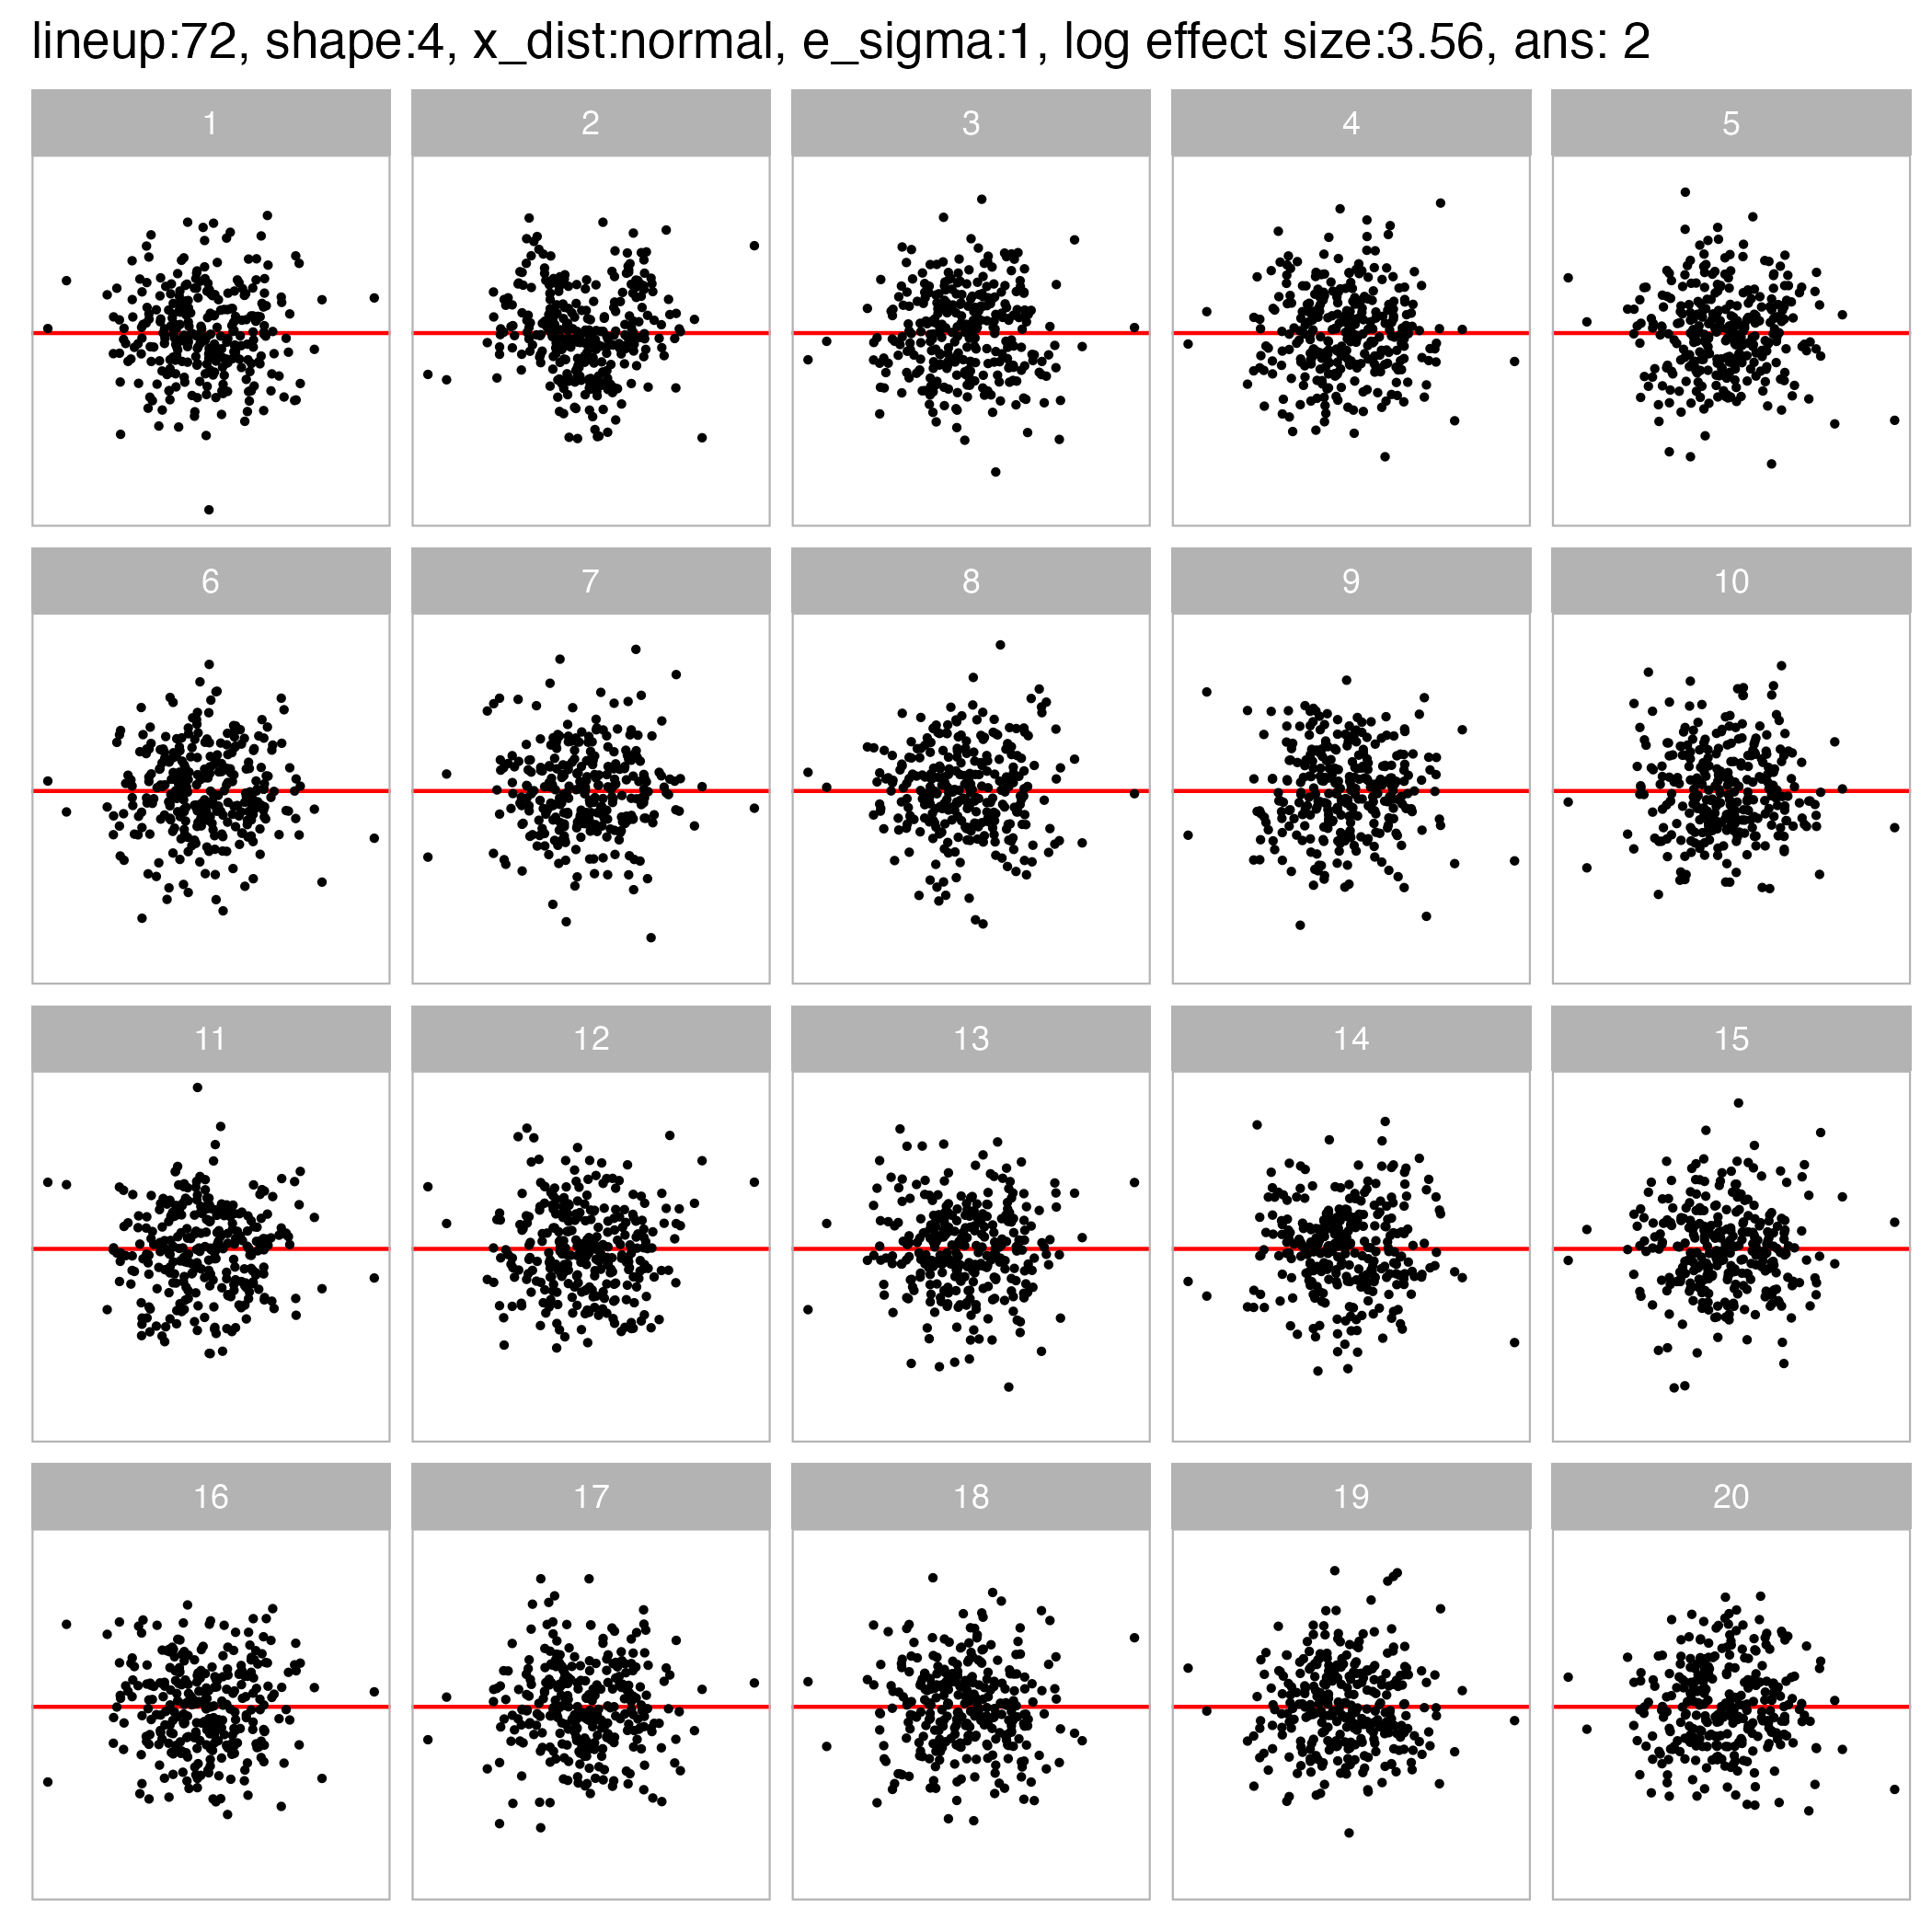 lineup:72, shape:4, x_dist:normal, e_sigma:1, log effect size:3.56, ans: 2
1 2 3 4 5
6 7 8 9 10
11 12 13 14 15
16 17 18 19 20